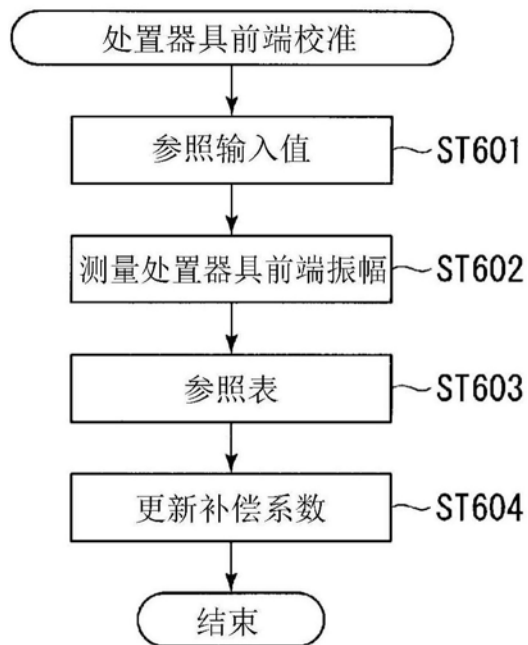 处置器具前端校准
参照输入值 ST601
测量处置器具前端振幅 ST602
参照表 ST603
更新补偿系数 ST604
结束